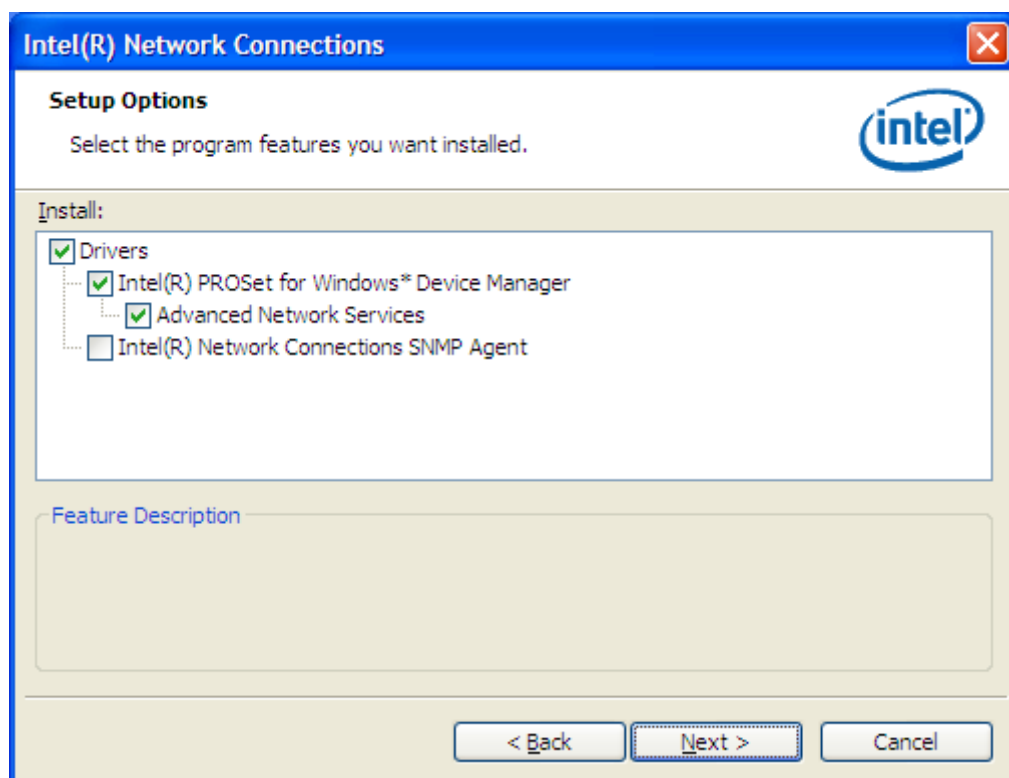 Intel(R) Network Connections
Setup Options
Select the program features you want installed.
intel
Install:
Drivers
Intel(R) PROSet for Windows* Device Manager
Advanced Network Services
Intel(R) Network Connections SNMP Agent
Feature Description
< Back
Next >
Cancel